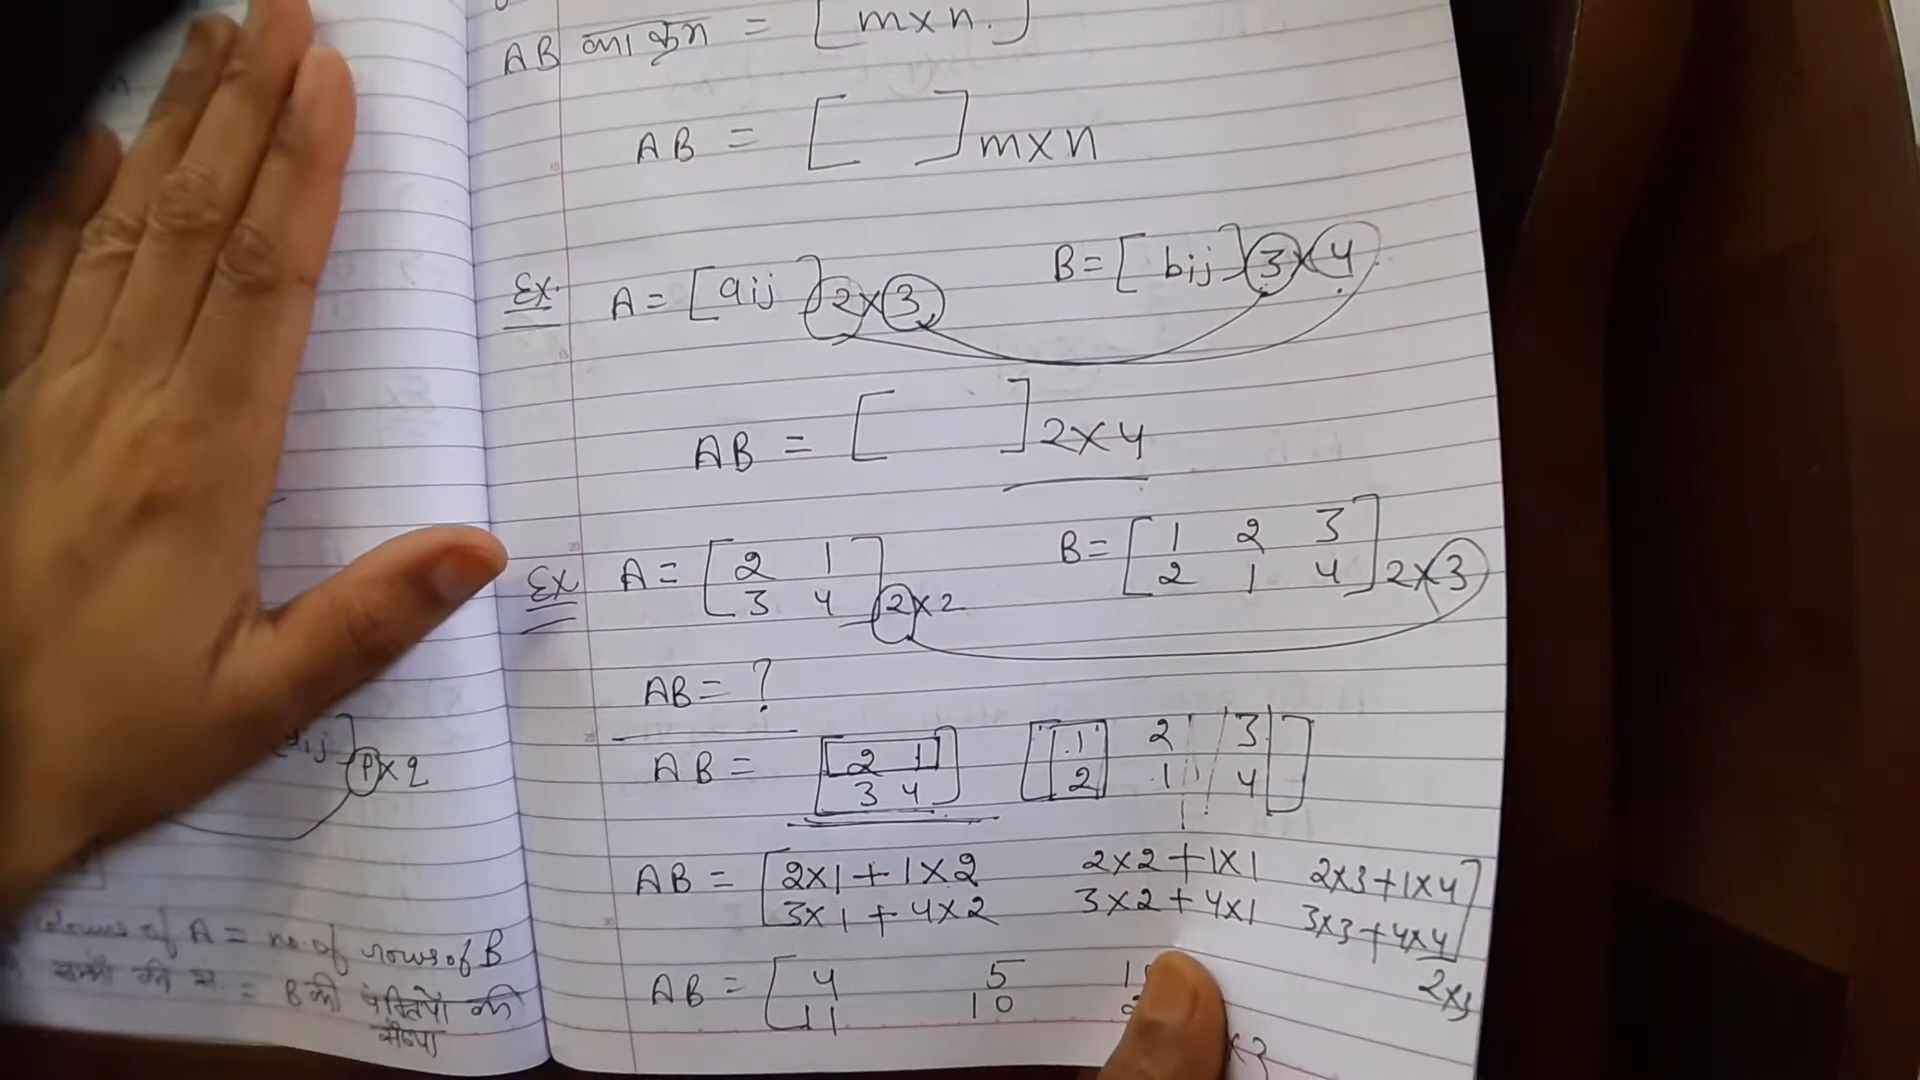 AB का क्रम = [m×n.]
AB = [ ] m×n
Ex. A = [aij] 2×3 B = [bij] 3×4
AB = [ ] 2×4
Ex A = [2 1 B = [1 2 3
3 4] 2×2 2 1 4] 2×3
AB = ?
AB = [2 1 [1 2 3
3 4] 2 1 4]
AB = [2×1+1×2 2×2+1×1 2×3+1×4
3×1+4×2 3×2+4×1 3×3+4×4]
2×3
AB = [4 5
11 10
×3
ij] p×q
of A = no. of rows of B
की सं. = B की पंक्तियों की
संख्या